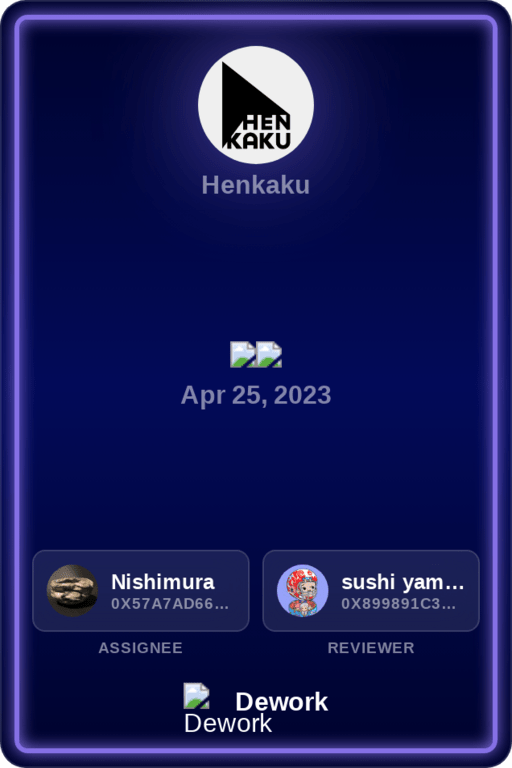 HEN
KAKU
Henkaku
Apr 25, 2023
Nishimura
0X57A7AD66...
ASSIGNEE
sushi yam...
0X899891C3...
REVIEWER
Dework
Dework